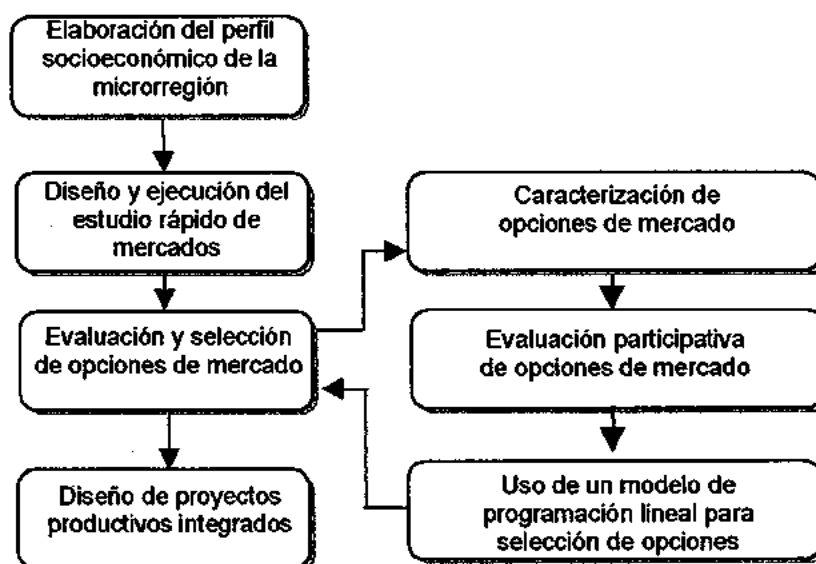 Elaboración del perfil
socioeconómico de la
microrregión
Diseño y ejecución del
estudio rápido de
mercados
Evaluación y selección
de opciones de mercado
Diseño de proyectos
productivos integrados
Caracterización de
opciones de mercado
Evaluación participativa
de opciones de mercado
Uso de un modelo de
programación lineal para
selección de opciones